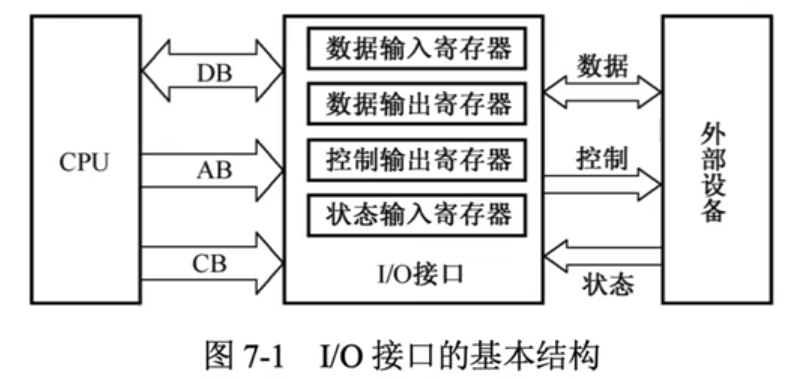 CPU
DB
AB
CB
数据输入寄存器
数据输出寄存器
控制输出寄存器
状态输入寄存器
I/O接口
数据
控制
状态
外部设备
图 7-1 I/O 接口的基本结构